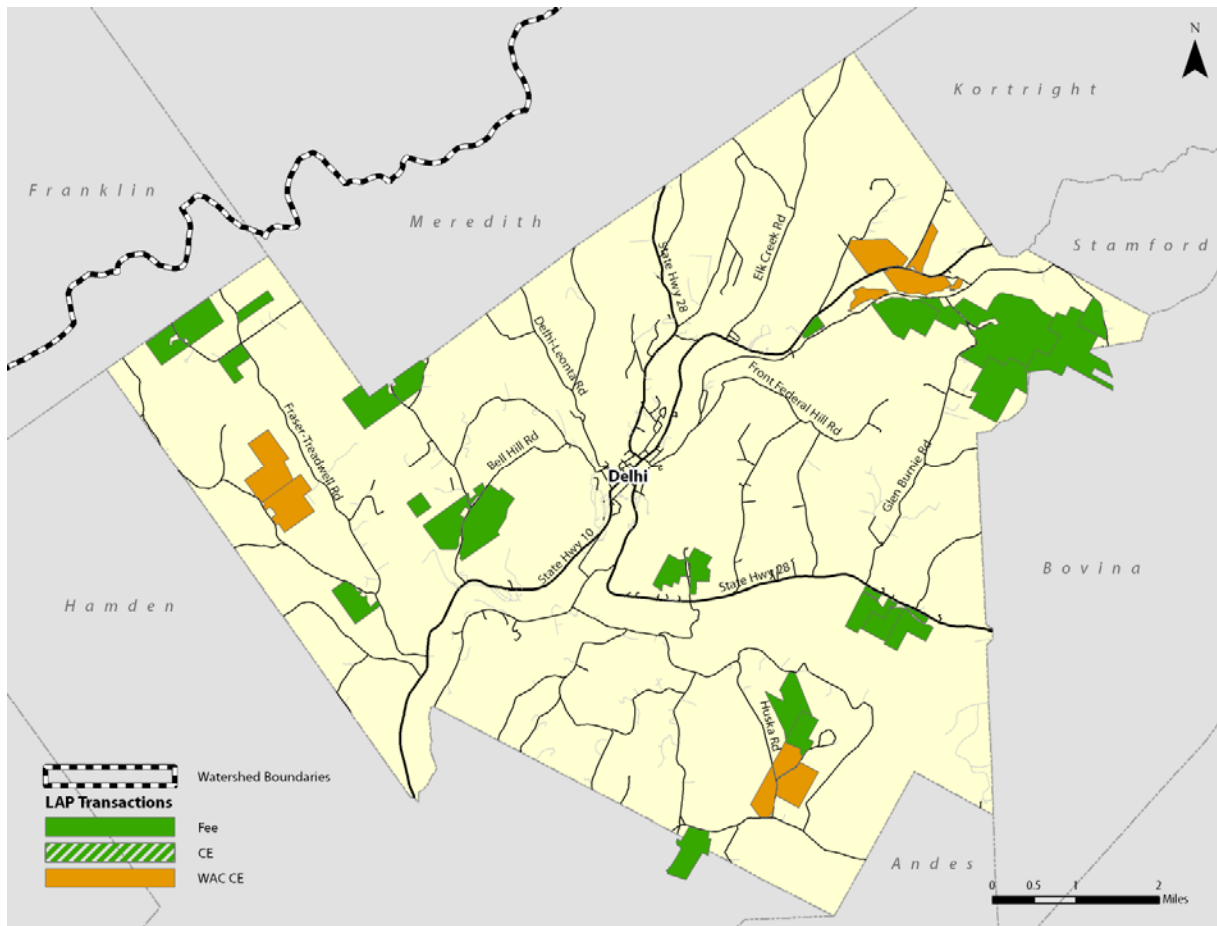 N
Kortright
Franklin
Meredith
Stamford
State Hwy 28
Elk Creek Rd
Delhi-Leonta Rd
Front Federal Hill Rd
Fraser-Treadwell Rd
Bell Hill Rd
Delhi
Glen Burnie Rd
State Hwy 10
State Hwy 28
Bovina
Hamden
Huska Rd
Watershed Boundaries
LAP Transactions
Fee
CE
WAC CE
Andes
0 0.5 1 2
Miles